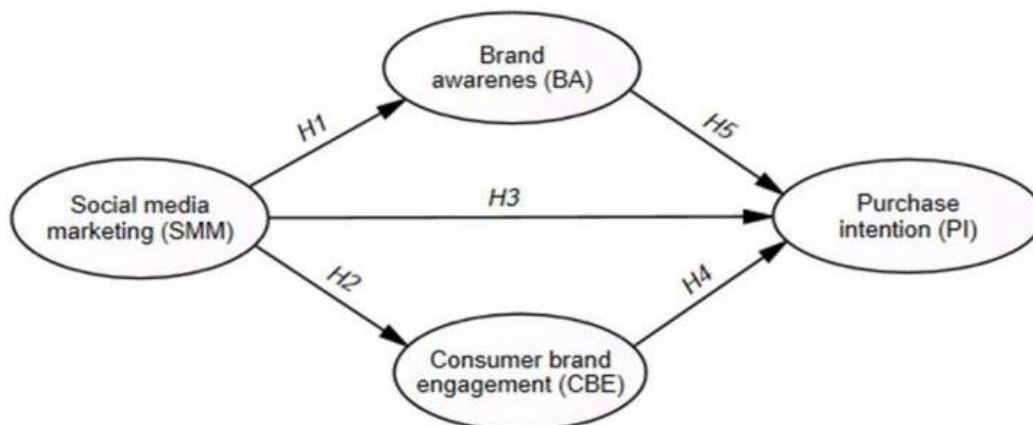 Brand
awarenes (BA)
H1
H5
Social media
marketing (SMM)
H3
Purchase
intention (PI)
H2
H4
Consumer brand
engagement (CBE)